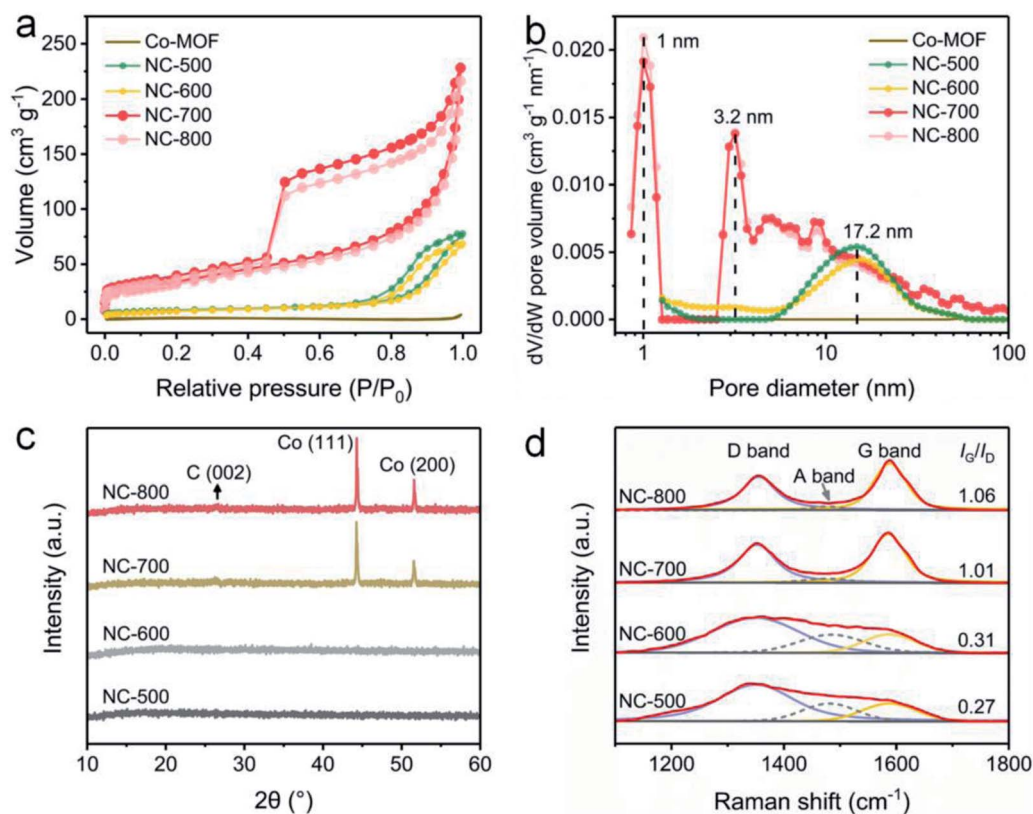 a
Volume (cm³ g⁻¹)
250
200
150
100
50
0
Co-MOF
NC-500
NC-600
NC-700
NC-800
0.0 0.2 0.4 0.6 0.8 1.0
Relative pressure (P/P₀)
b
dV/dW pore volume (cm³ g⁻¹ nm⁻¹)
0.020
0.015
0.010
0.005
0.000
1 nm
3.2 nm
17.2 nm
Co-MOF
NC-500
NC-600
NC-700
NC-800
1 10 100
Pore diameter (nm)
c
Intensity (a.u.)
C (002)
Co (111)
Co (200)
NC-800
NC-700
NC-600
NC-500
10 20 30 40 50 60
2θ (°)
d
Intensity (a.u.)
D band
A band
G band
I_G/I_D
NC-800 1.06
NC-700 1.01
NC-600 0.31
NC-500 0.27
1200 1400 1600 1800
Raman shift (cm⁻¹)